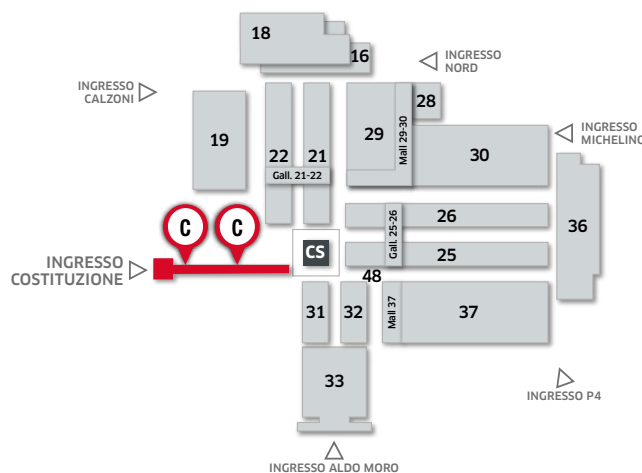 18
16
INGRESSO
NORD
INGRESSO
CALZONI
28
19
22
21
29
Mall 29-30
30
INGRESSO
MICHELINO
Gall. 21-22
36
26
Gall. 25-26
25
C
C
CS
INGRESSO
COSTITUZIONE
48
31
32
Mall 37
37
33
INGRESSO P4
INGRESSO ALDO MORO